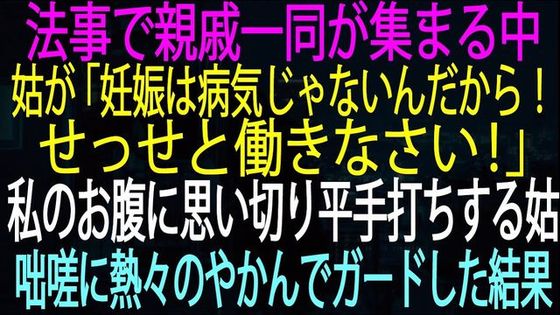 法事で親戚一同が集まる中
姑が「妊娠は病気じゃないんだから！
せっせと働きなさい！」
私のお腹に思い切り平手打ちする姑
咄嗟に熱々のやかんでガードした結果